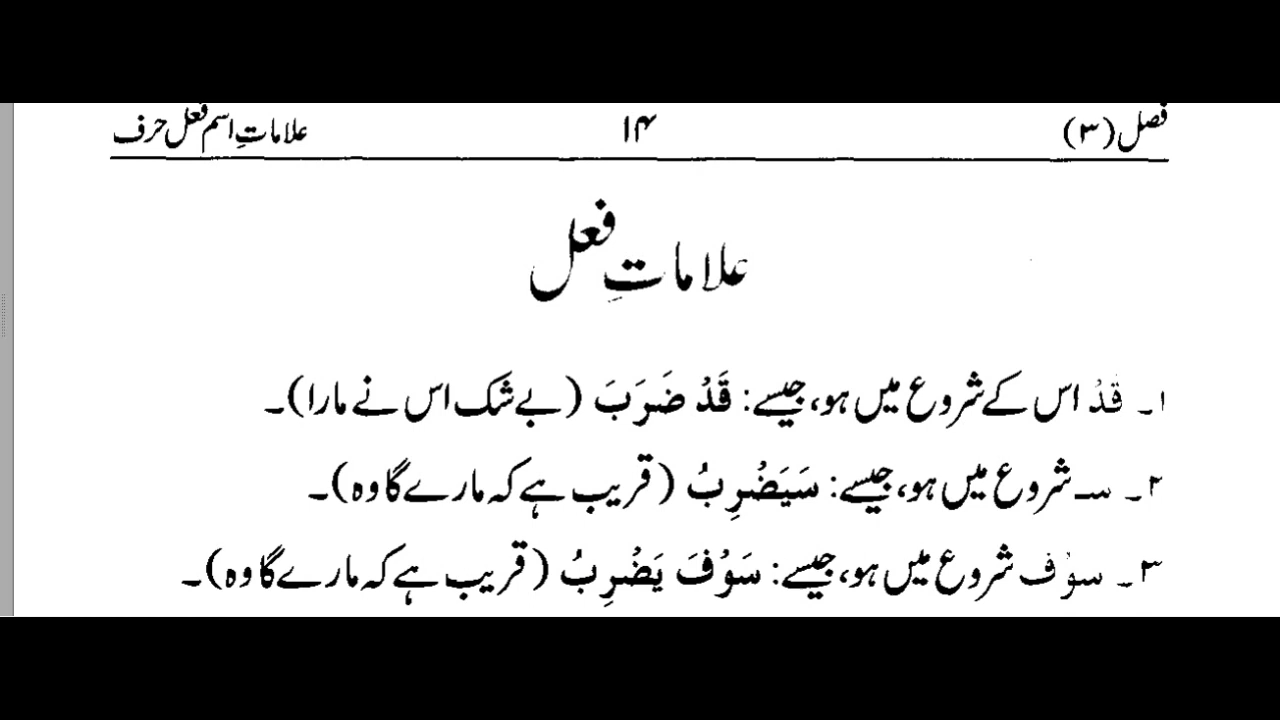 فصل (۳) ۱۴ علاماتِ اسم فعل حرف
علاماتِ فعل
۱۔ قَدْ اس کے شروع میں ہو، جیسے: قَدْ ضَرَبَ (بے شک اس نے مارا)۔
۲۔ سـ شروع میں ہو، جیسے: سَيَضْرِبُ (قریب ہے کہ مارے گا وہ)۔
۳۔ سوْفَ شروع میں ہو، جیسے: سَوْفَ يَضْرِبُ (قریب ہے کہ مارے گا وہ)۔